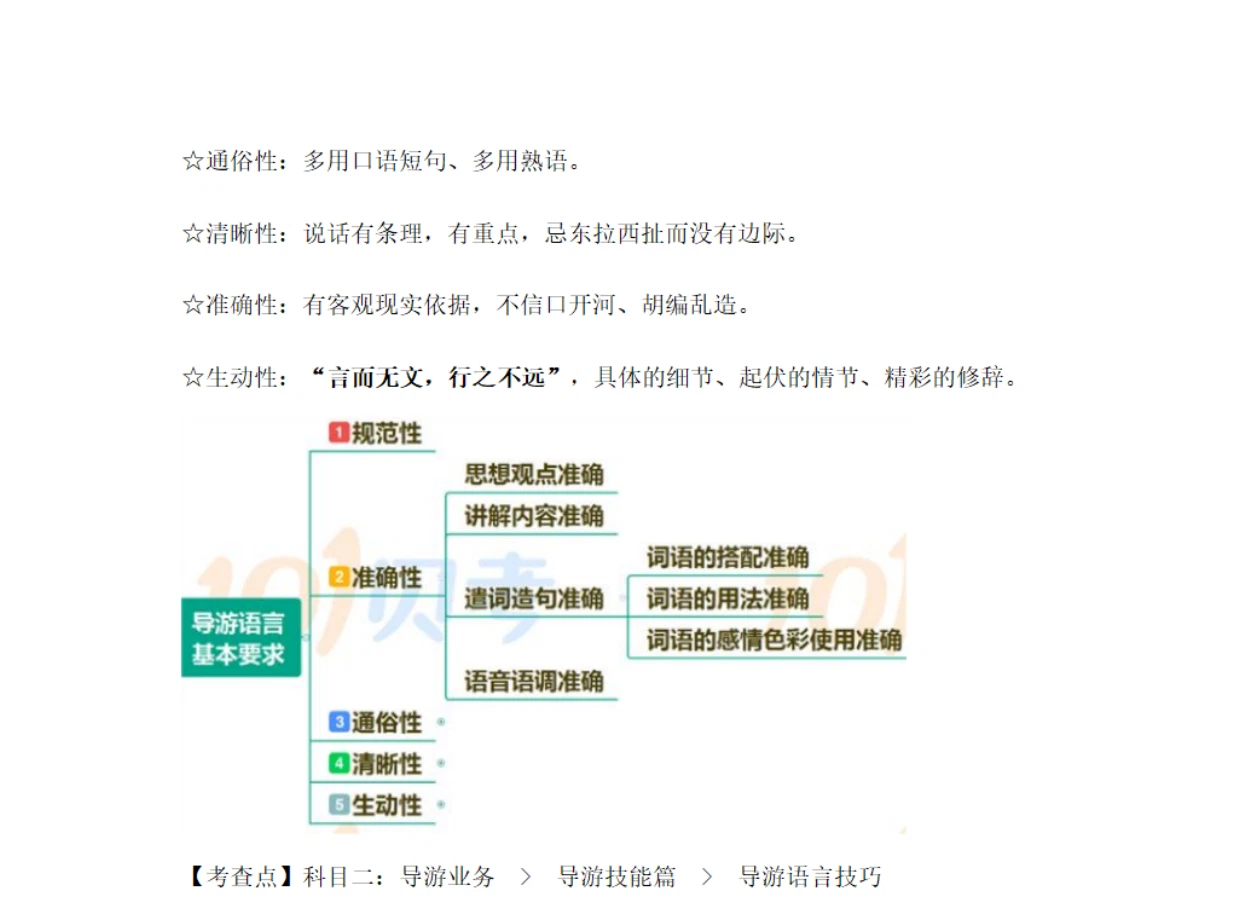 ☆通俗性：多用口语短句、多用熟语。
☆清晰性：说话有条理，有重点，忌东拉西扯而没有边际。
☆准确性：有客观现实依据，不信口开河、胡编乱造。
☆生动性：“言而无文，行之不远”，具体的细节、起伏的情节、精彩的修辞。
导游语言
基本要求
1 规范性
2 准确性
思想观点准确
讲解内容准确
遣词造句准确
词语的搭配准确
词语的用法准确
词语的感情色彩使用准确
语音语调准确
3 通俗性
4 清晰性
5 生动性
101贝考
101
【考查点】科目二：导游业务 > 导游技能篇 > 导游语言技巧